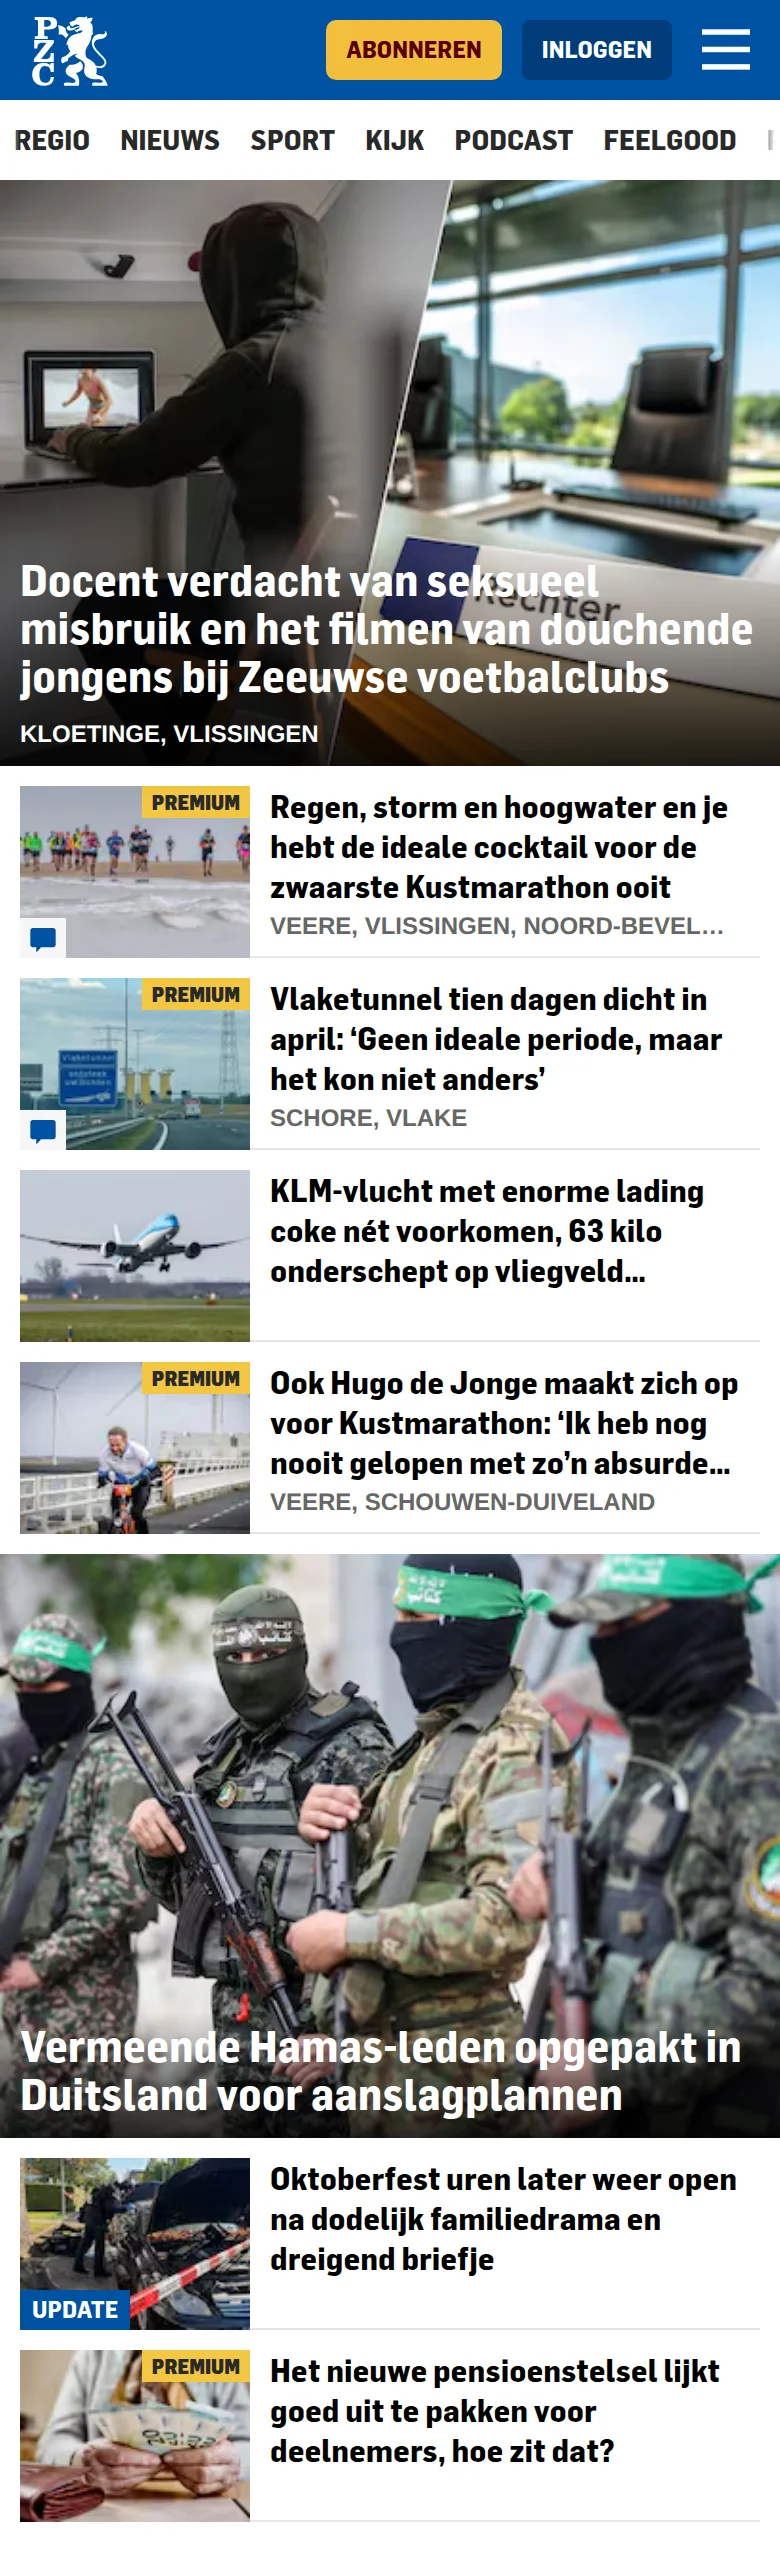 PZC
ABONNEREN
INLOGGEN
REGIO NIEUWS SPORT KIJK PODCAST FEELGOOD
Rechter
Docent verdacht van seksueel
misbruik en het filmen van douchende
jongens bij Zeeuwse voetbalclubs
KLOETINGE, VLISSINGEN
PREMIUM
Regen, storm en hoogwater en je
hebt de ideale cocktail voor de
zwaarste Kustmarathon ooit
VEERE, VLISSINGEN, NOORD-BEVEL…
PREMIUM
Vlaketunnel
Vlaketunnel tien dagen dicht in
april: ‘Geen ideale periode, maar
het kon niet anders’
SCHORE, VLAKE
KLM-vlucht met enorme lading
coke nét voorkomen, 63 kilo
onderschept op vliegveld...
PREMIUM
Ook Hugo de Jonge maakt zich op
voor Kustmarathon: ‘Ik heb nog
nooit gelopen met zo’n absurde...
VEERE, SCHOUWEN-DUIVELAND
Vermeende Hamas-leden opgepakt in
Duitsland voor aanslagplannen
UPDATE
Oktoberfest uren later weer open
na dodelijk familiedrama en
dreigend briefje
PREMIUM
Het nieuwe pensioenstelsel lijkt
goed uit te pakken voor
deelnemers, hoe zit dat?